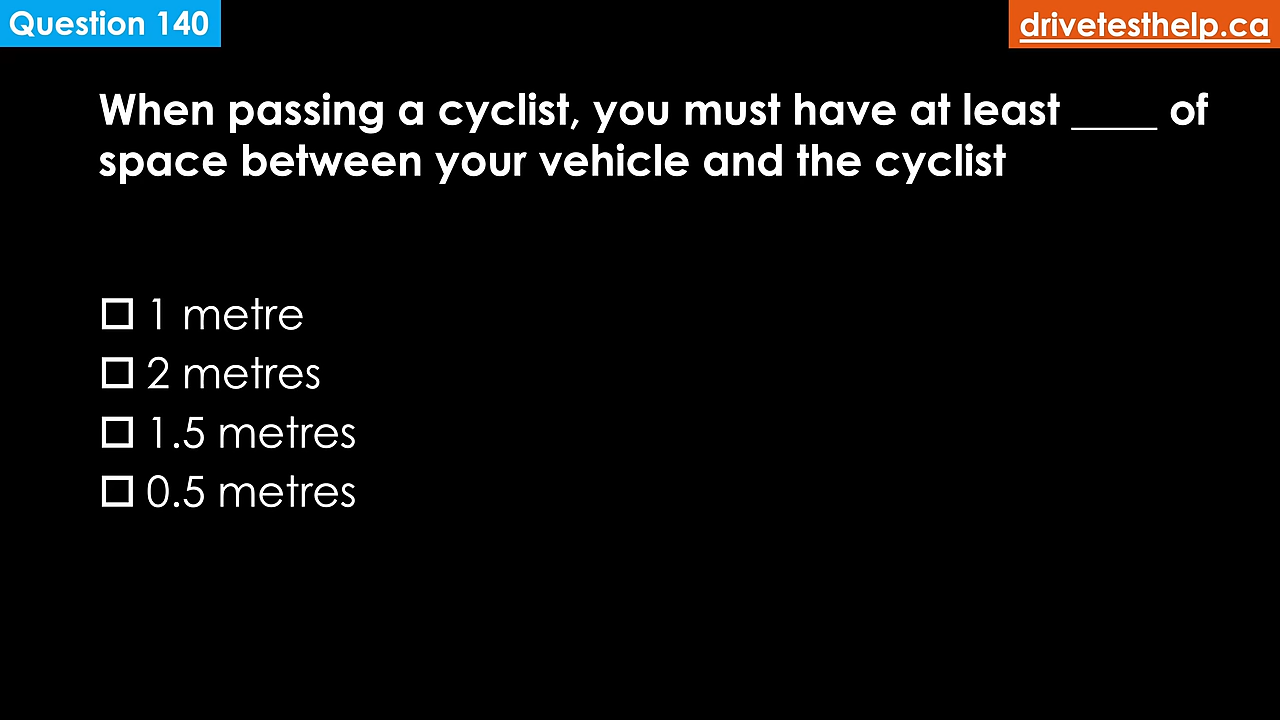 Question 140
drivetesthelp.ca
When passing a cyclist, you must have at least ____ of
space between your vehicle and the cyclist
☐ 1 metre
☐ 2 metres
☐ 1.5 metres
☐ 0.5 metres